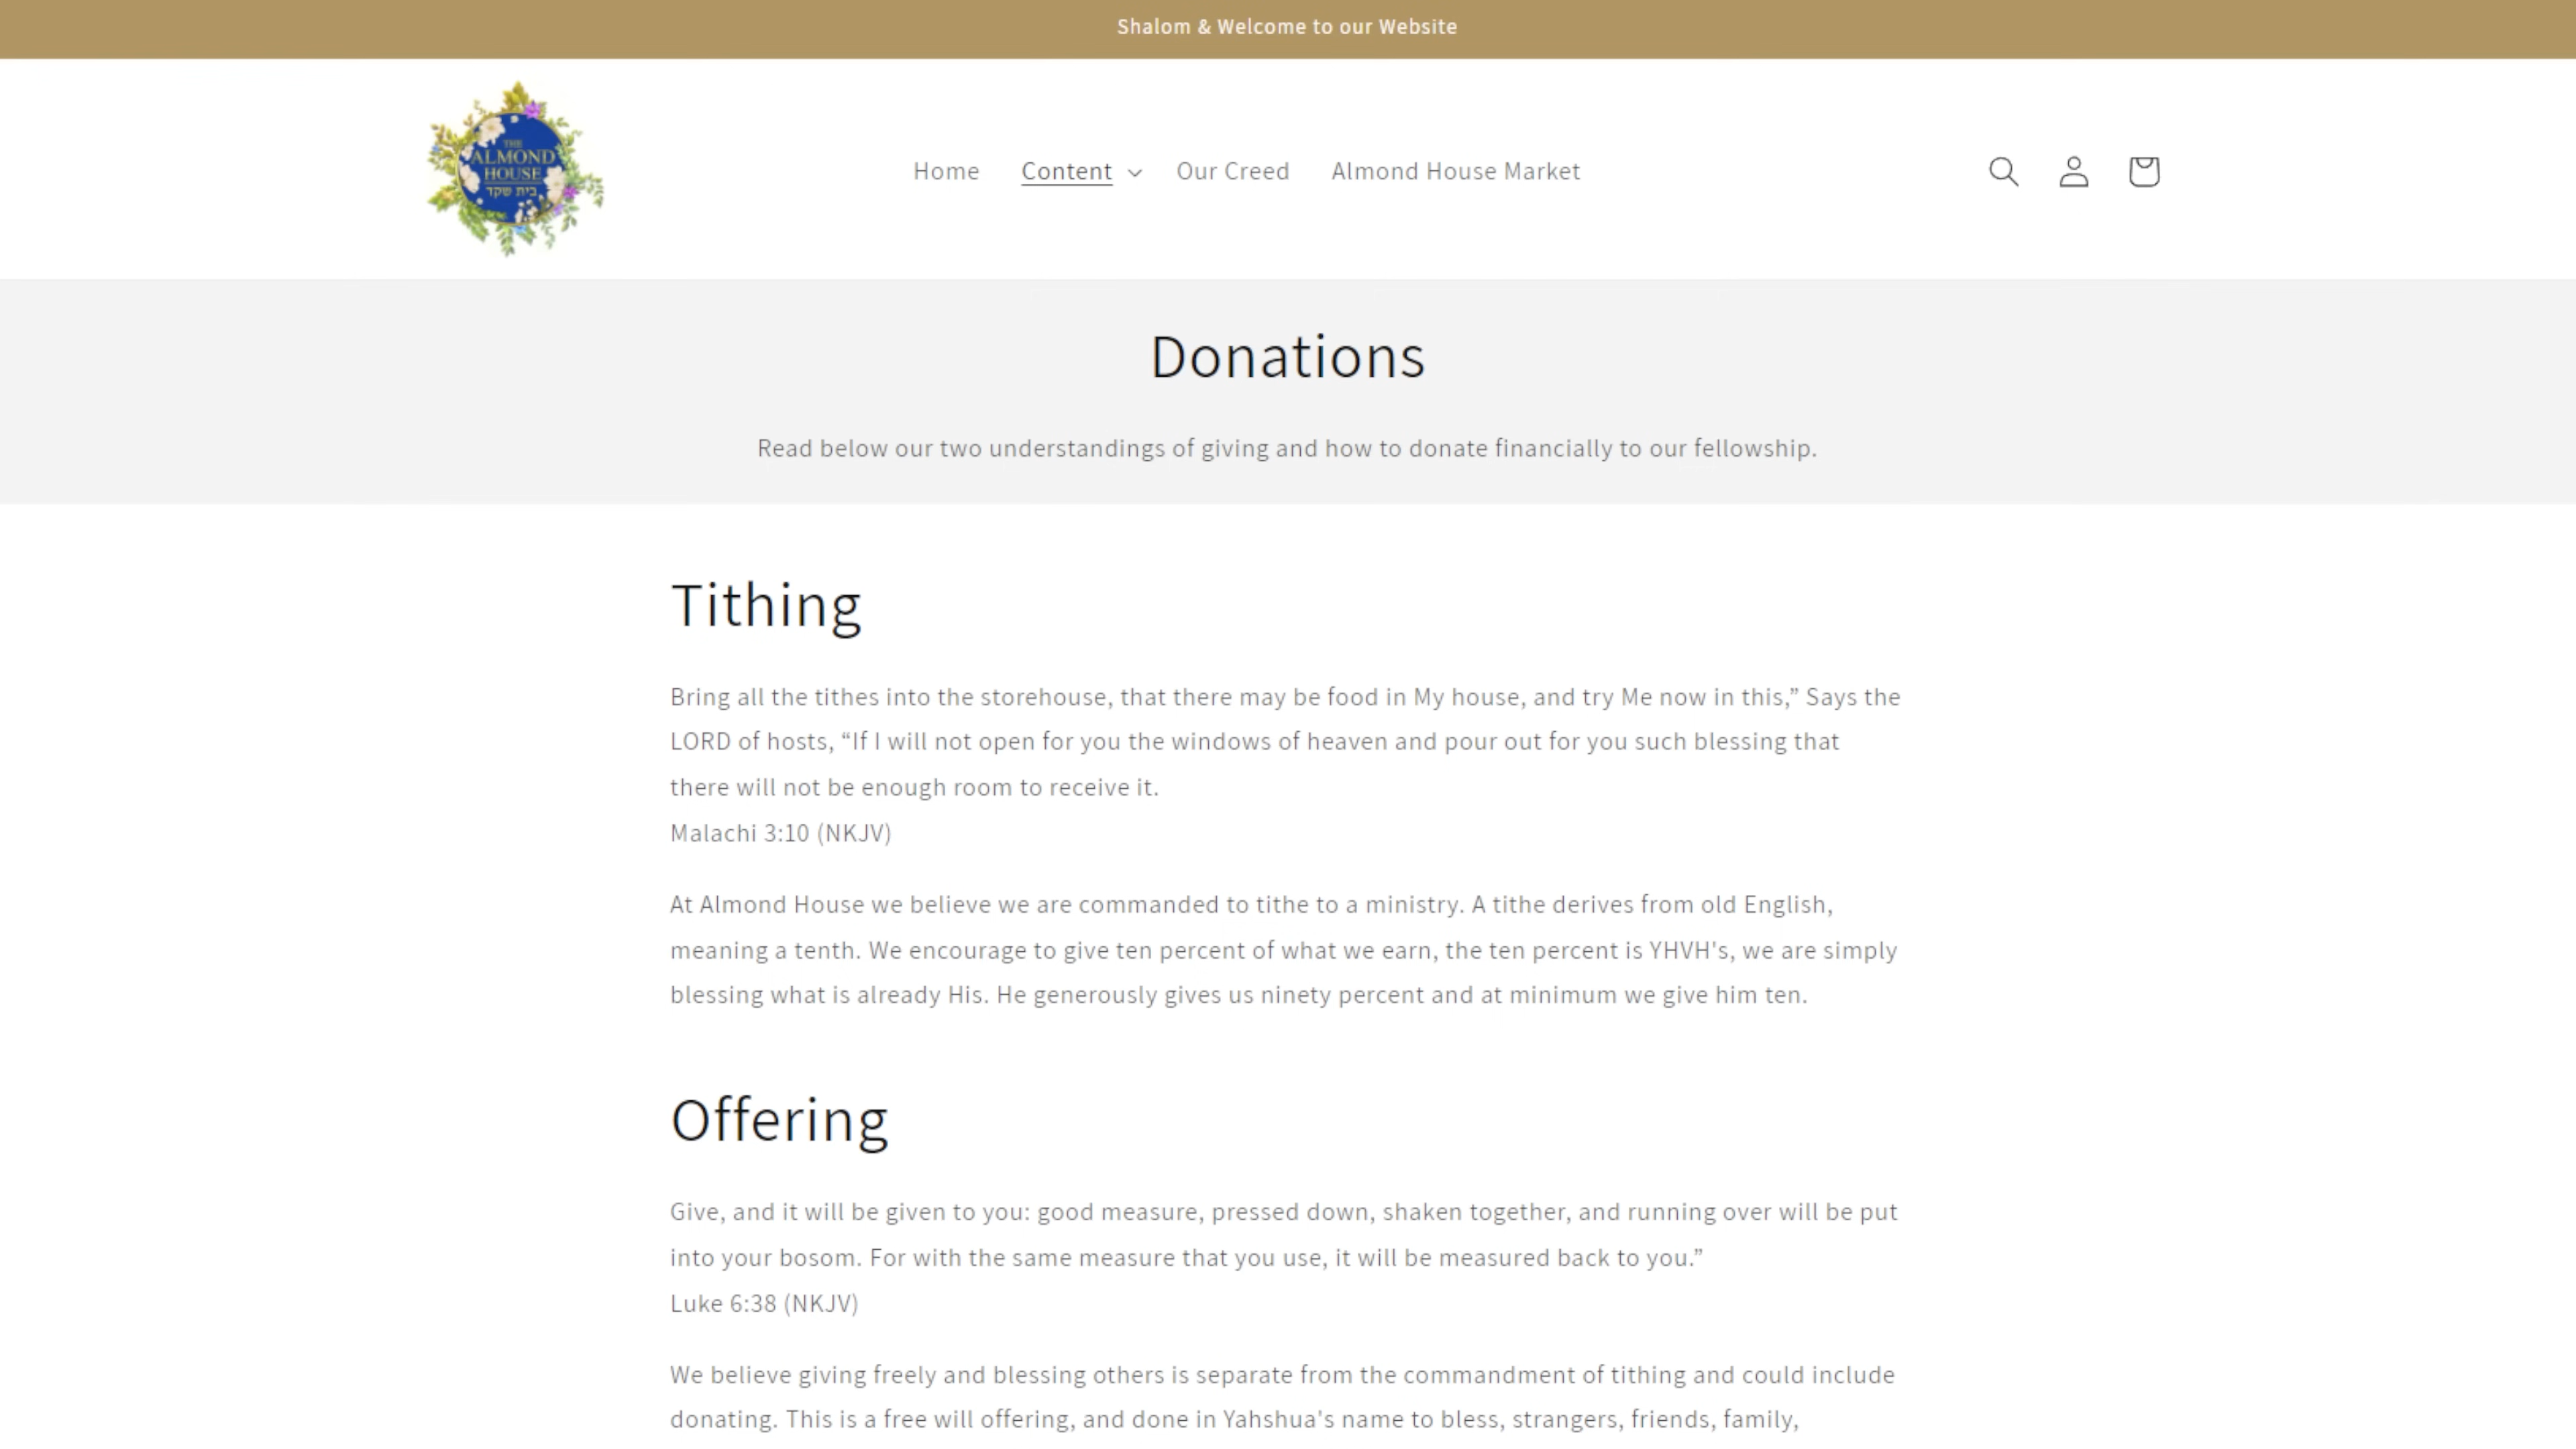 Shalom & Welcome to our Website
THE
ALMOND
HOUSE
בית שקד
Home Content Our Creed Almond House Market
Donations
Read below our two understandings of giving and how to donate financially to our fellowship.
Tithing
Bring all the tithes into the storehouse, that there may be food in My house, and try Me now in this,” Says the
LORD of hosts, “If I will not open for you the windows of heaven and pour out for you such blessing that
there will not be enough room to receive it.
Malachi 3:10 (NKJV)
At Almond House we believe we are commanded to tithe to a ministry. A tithe derives from old English,
meaning a tenth. We encourage to give ten percent of what we earn, the ten percent is YHVH's, we are simply
blessing what is already His. He generously gives us ninety percent and at minimum we give him ten.
Offering
Give, and it will be given to you: good measure, pressed down, shaken together, and running over will be put
into your bosom. For with the same measure that you use, it will be measured back to you.”
Luke 6:38 (NKJV)
We believe giving freely and blessing others is separate from the commandment of tithing and could include
donating. This is a free will offering, and done in Yahshua's name to bless, strangers, friends, family,